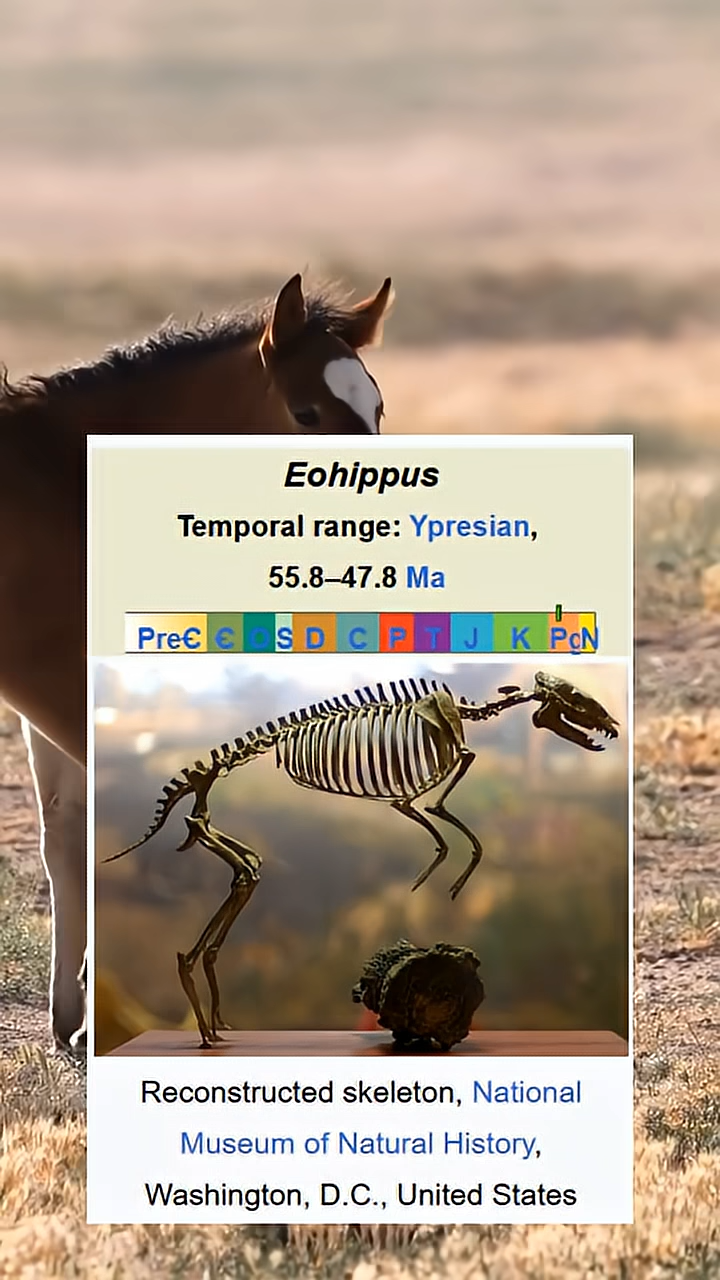 Eohippus
Temporal range: Ypresian,
55.8–47.8 Ma
PreꞒ Ꞓ O S D C P T J K Pg N
Reconstructed skeleton, National
Museum of Natural History,
Washington, D.C., United States